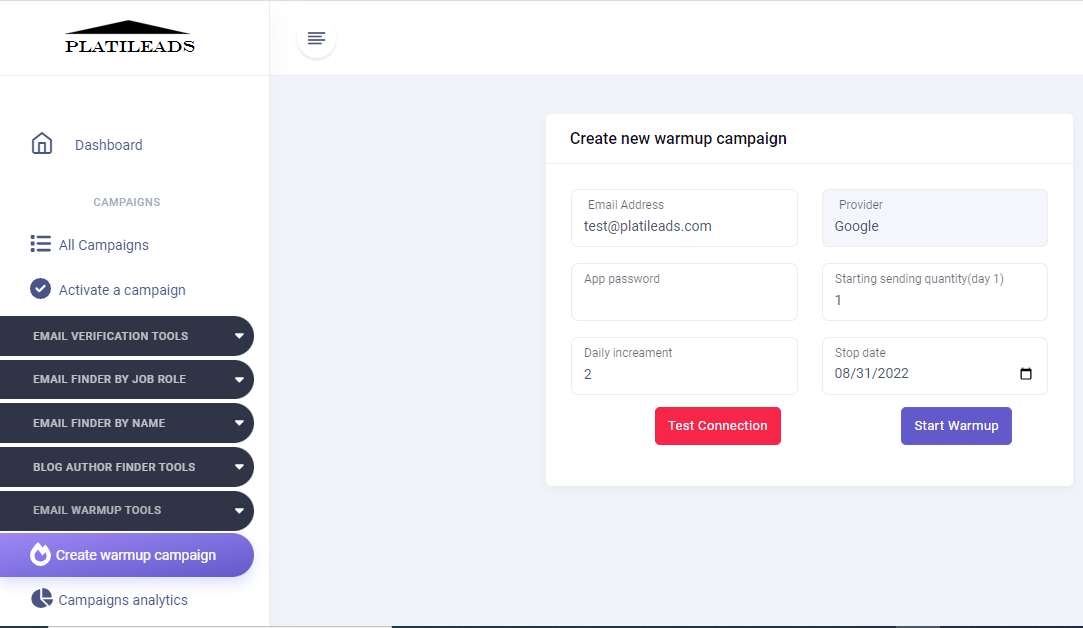 PLATILEADS
Dashboard
CAMPAIGNS
All Campaigns
Activate a campaign
EMAIL VERIFICATION TOOLS
EMAIL FINDER BY JOB ROLE
EMAIL FINDER BY NAME
BLOG AUTHOR FINDER TOOLS
EMAIL WARMUP TOOLS
Create warmup campaign
Campaigns analytics
Create new warmup campaign
Email Address
test@platileads.com
Provider
Google
App password
Starting sending quantity(day 1)
1
Daily increament
2
Stop date
08/31/2022
Test Connection
Start Warmup